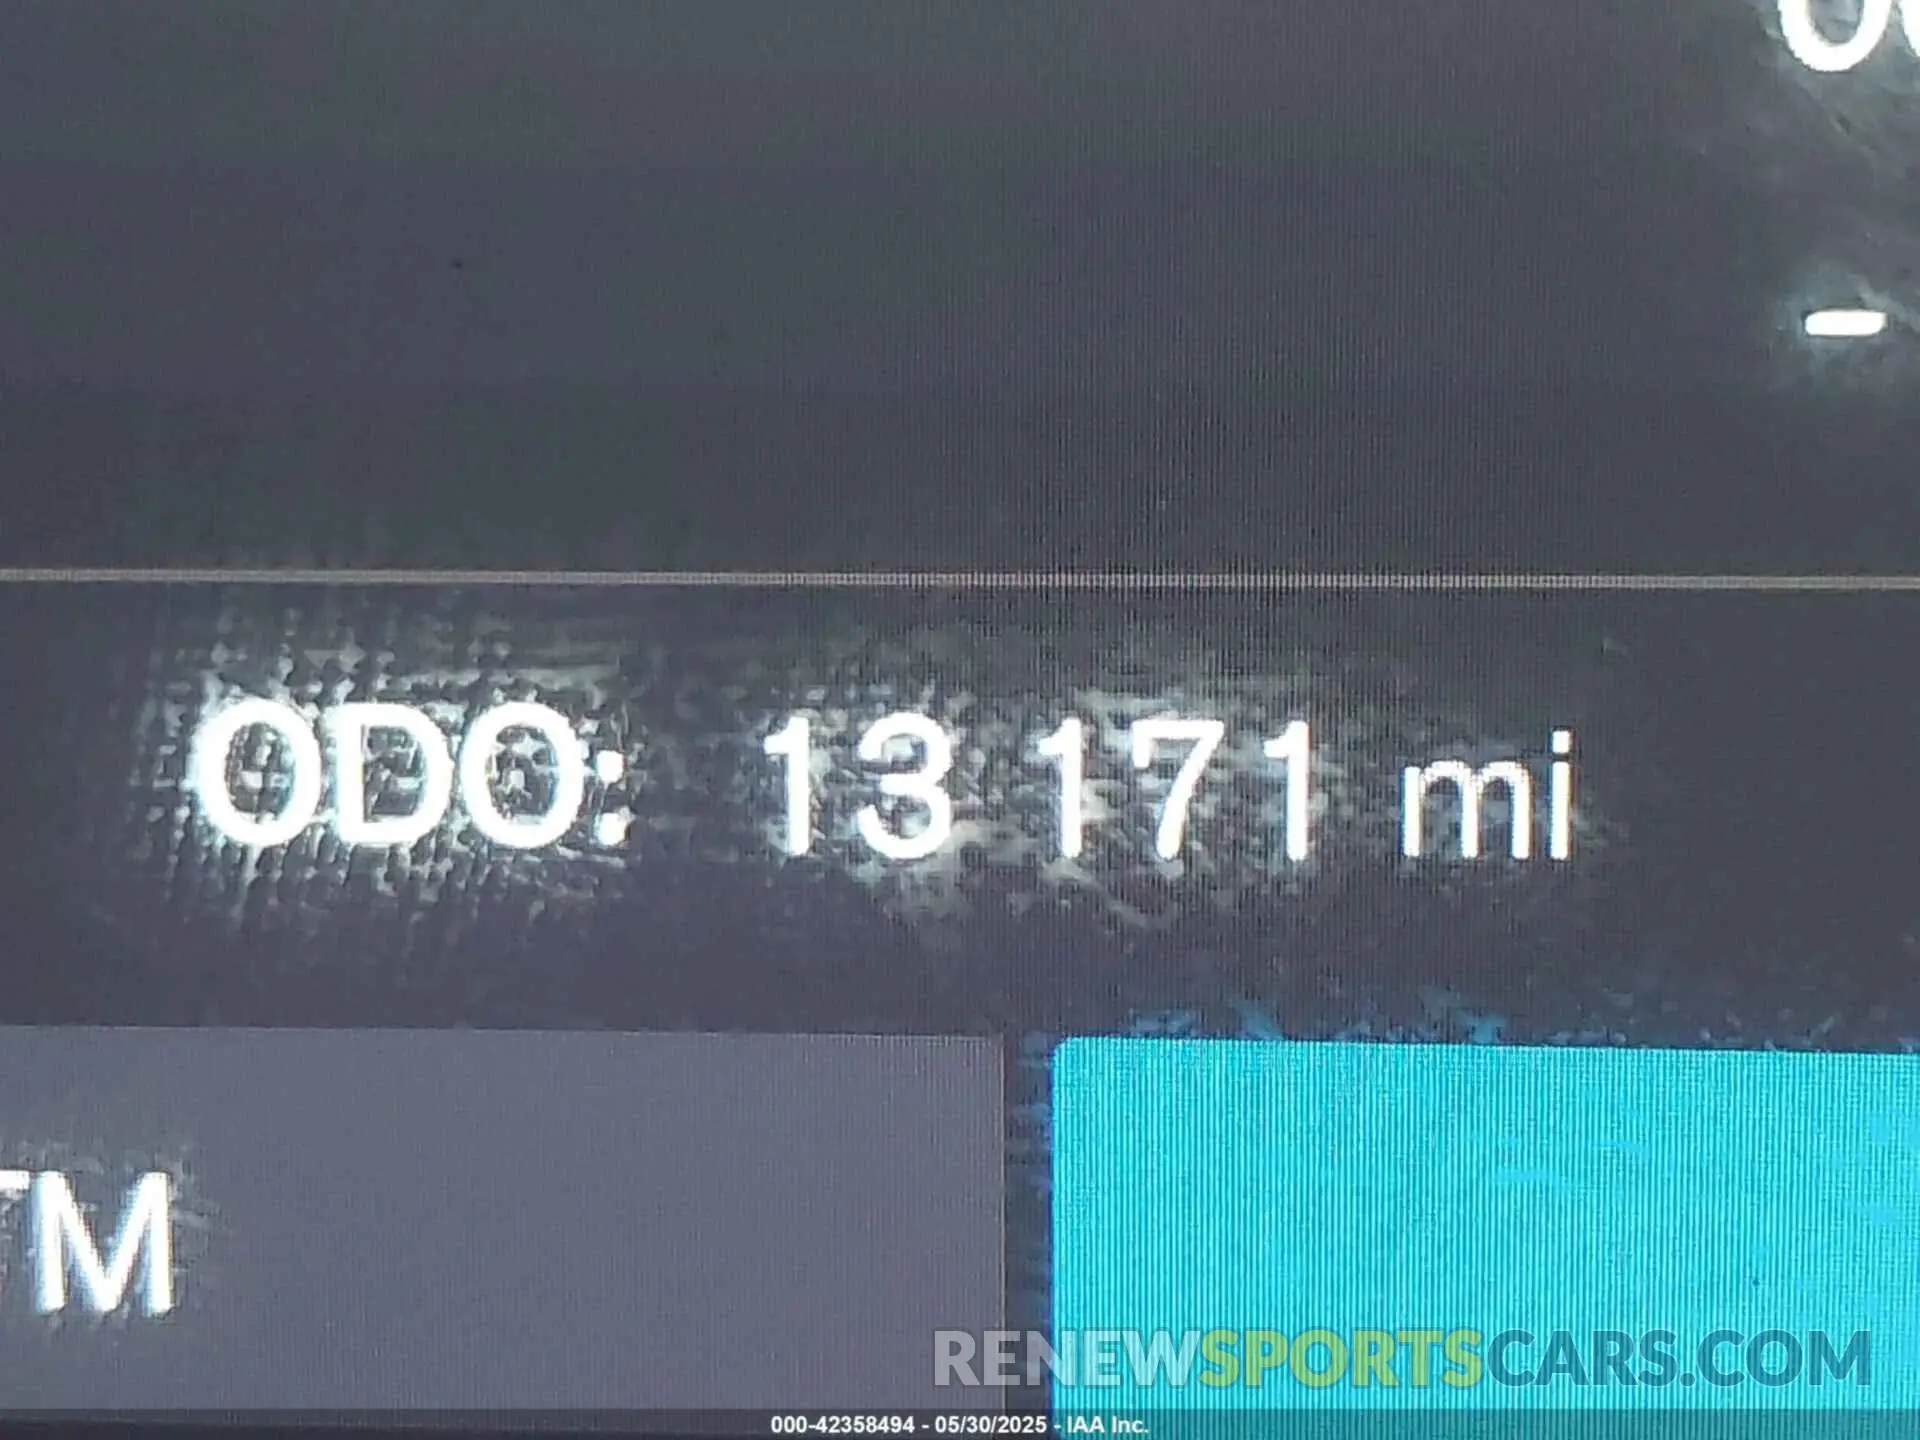 ODO: 13 171 mi
TM
RENEWSPORTSCARS.COM
000-42358494 - 05/30/2025 - IAA Inc.